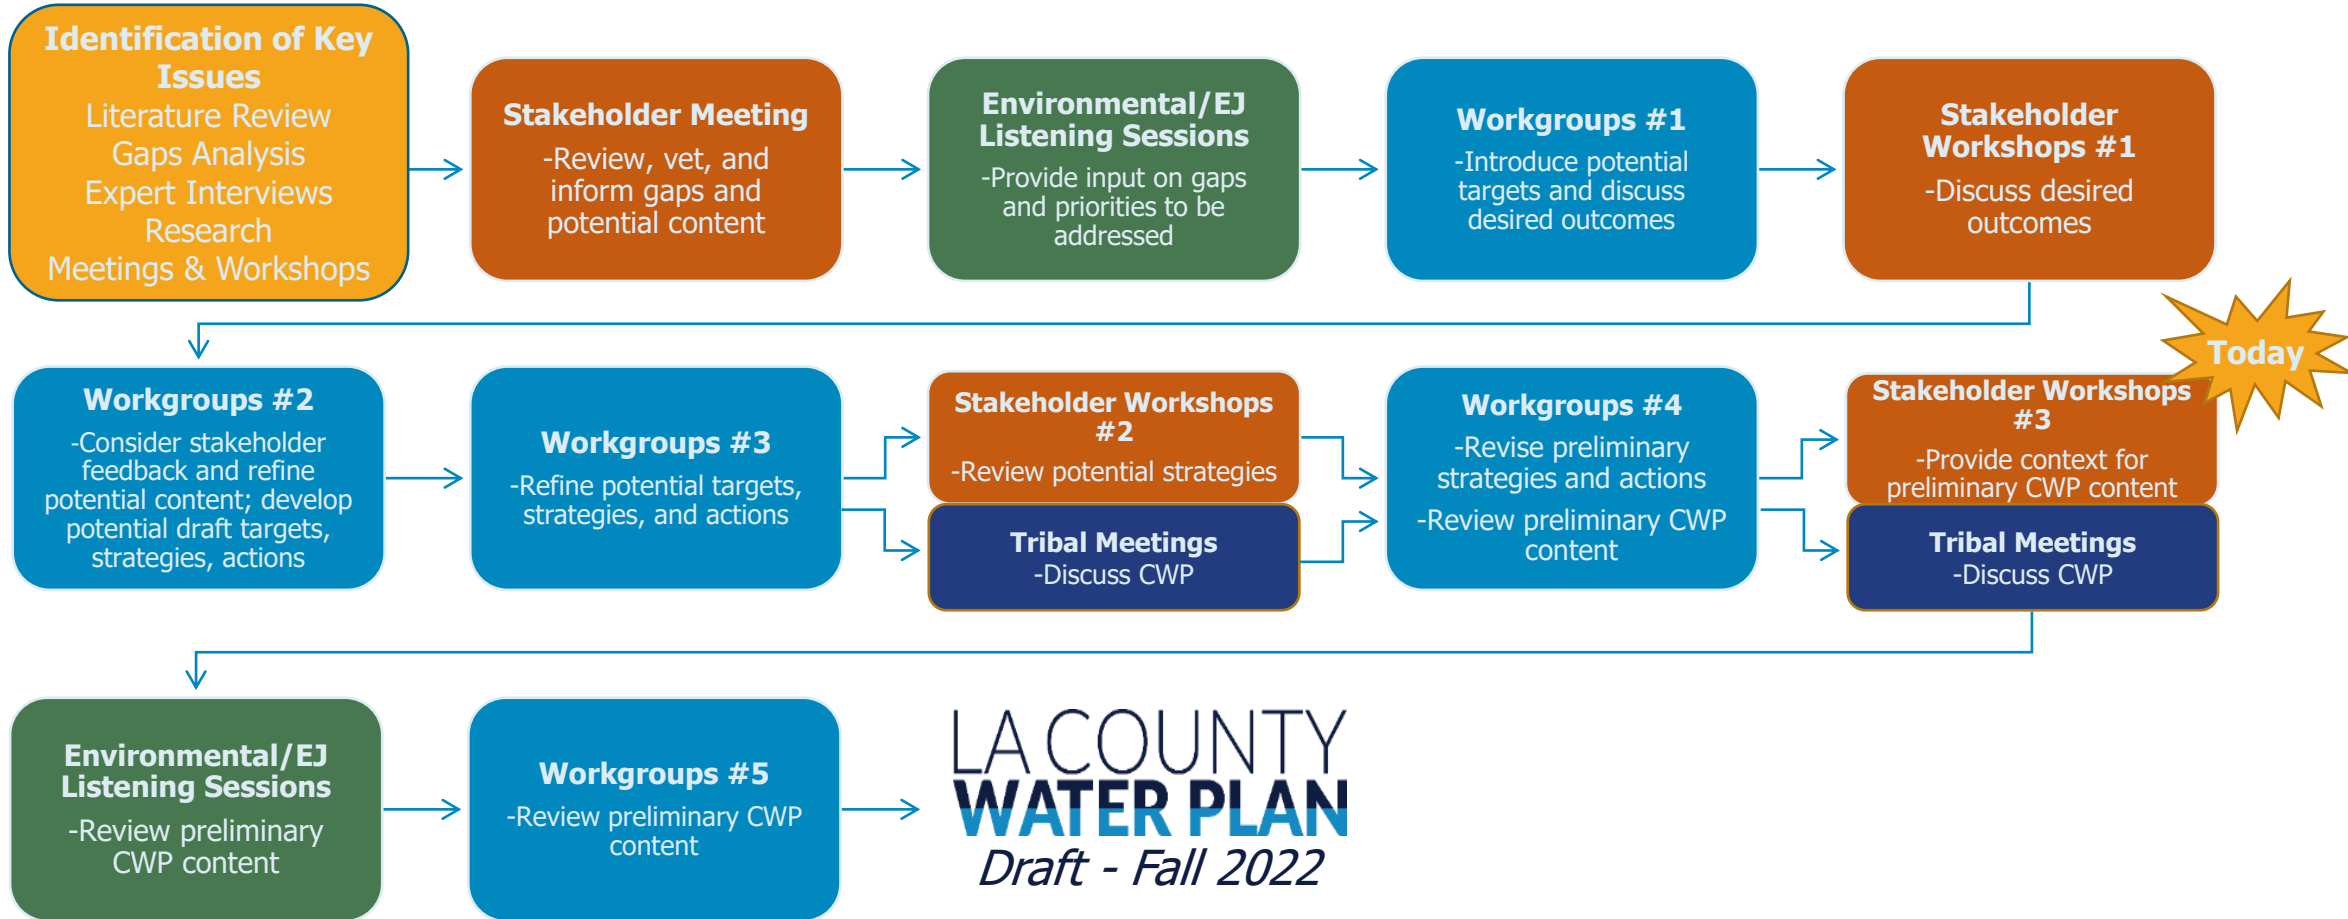 Identification of Key
Issues
Literature Review
Gaps Analysis
Expert Interviews
Research
Meetings & Workshops
Stakeholder Meeting
-Review, vet, and
inform gaps and
potential content
Environmental/EJ
Listening Sessions
-Provide input on gaps
and priorities to be
addressed
Workgroups #1
-Introduce potential
targets and discuss
desired outcomes
Stakeholder
Workshops #1
-Discuss desired
outcomes
Today
Workgroups #2
-Consider stakeholder
feedback and refine
potential content; develop
potential draft targets,
strategies, actions
Workgroups #3
-Refine potential targets,
strategies, and actions
Stakeholder Workshops
#2
-Review potential strategies
Tribal Meetings
-Discuss CWP
Workgroups #4
-Revise preliminary
strategies and actions
-Review preliminary CWP
content
Stakeholder Workshops
#3
-Provide context for
preliminary CWP content
Tribal Meetings
-Discuss CWP
Environmental/EJ
Listening Sessions
-Review preliminary
CWP content
Workgroups #5
-Review preliminary CWP
content
LA COUNTY
WATER PLAN
Draft - Fall 2022